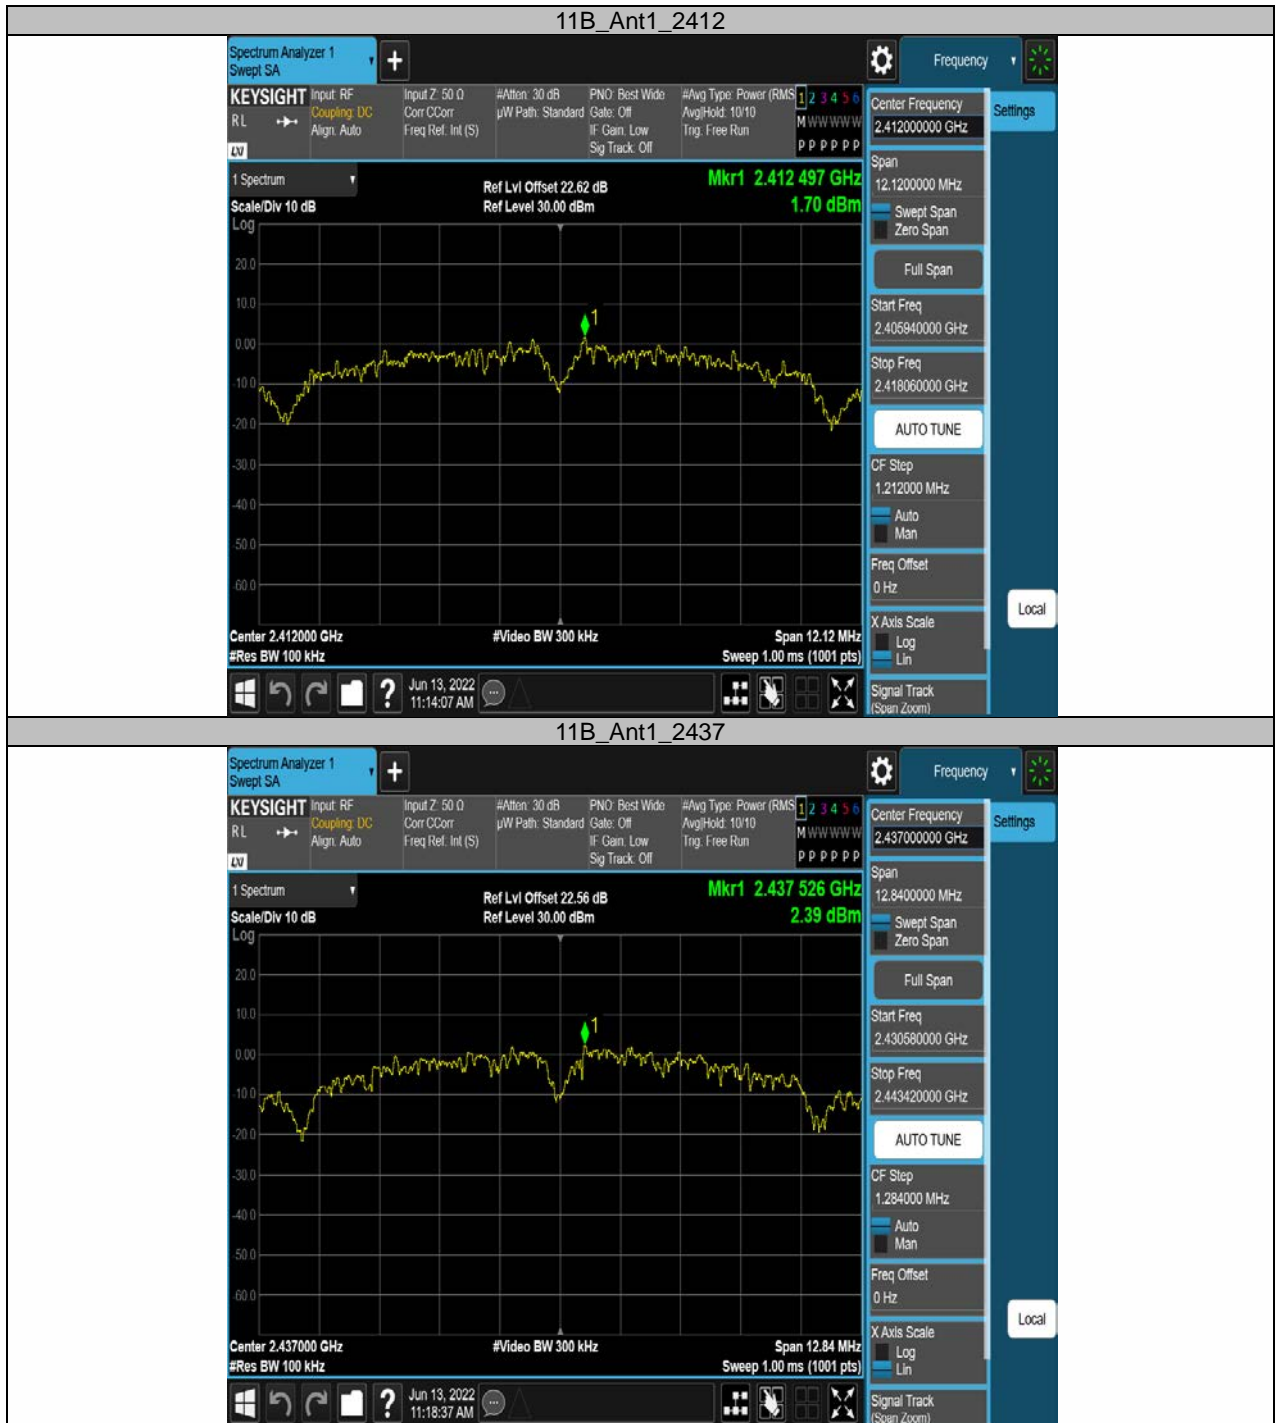 11B_Ant1_2412
Spectrum Analyzer 1
Swept SA
Frequency
KEYSIGHT
RL
LXI
Input: RF
Coupling: DC
Align: Auto
Input Z: 50 Ω
Corr CCorr
Freq Ref: Int (S)
#Atten: 30 dB
µW Path: Standard
PNO: Best Wide
Gate: Off
IF Gain: Low
Sig Track: Off
#Avg Type: Power (RMS
Avg|Hold: 10/10
Trig: Free Run
1 2 3 4 5 6
M W W W W W
P P P P P P
1 Spectrum
Scale/Div 10 dB
Log
Ref Lvl Offset 22.62 dB
Ref Level 30.00 dBm
Mkr1 2.412 497 GHz
1.70 dBm
20.0
10.0
0.00
-10.0
-20.0
-30.0
-40.0
-50.0
-60.0
1
Center 2.412000 GHz
#Res BW 100 kHz
#Video BW 300 kHz
Span 12.12 MHz
Sweep 1.00 ms (1001 pts)
Jun 13, 2022
11:14:07 AM
Center Frequency
2.412000000 GHz
Settings
Span
12.1200000 MHz
Swept Span
Zero Span
Full Span
Start Freq
2.405940000 GHz
Stop Freq
2.418060000 GHz
AUTO TUNE
CF Step
1.212000 MHz
Auto
Man
Freq Offset
0 Hz
Local
X Axis Scale
Log
Lin
Signal Track
(Span Zoom)
11B_Ant1_2437
Spectrum Analyzer 1
Swept SA
Frequency
KEYSIGHT
RL
LXI
Input: RF
Coupling: DC
Align: Auto
Input Z: 50 Ω
Corr CCorr
Freq Ref: Int (S)
#Atten: 30 dB
µW Path: Standard
PNO: Best Wide
Gate: Off
IF Gain: Low
Sig Track: Off
#Avg Type: Power (RMS
Avg|Hold: 10/10
Trig: Free Run
1 2 3 4 5 6
M W W W W W
P P P P P P
1 Spectrum
Scale/Div 10 dB
Log
Ref Lvl Offset 22.56 dB
Ref Level 30.00 dBm
Mkr1 2.437 526 GHz
2.39 dBm
20.0
10.0
0.00
-10.0
-20.0
-30.0
-40.0
-50.0
-60.0
1
Center 2.437000 GHz
#Res BW 100 kHz
#Video BW 300 kHz
Span 12.84 MHz
Sweep 1.00 ms (1001 pts)
Jun 13, 2022
11:18:37 AM
Center Frequency
2.437000000 GHz
Settings
Span
12.8400000 MHz
Swept Span
Zero Span
Full Span
Start Freq
2.430580000 GHz
Stop Freq
2.443420000 GHz
AUTO TUNE
CF Step
1.284000 MHz
Auto
Man
Freq Offset
0 Hz
Local
X Axis Scale
Log
Lin
Signal Track
(Span Zoom)